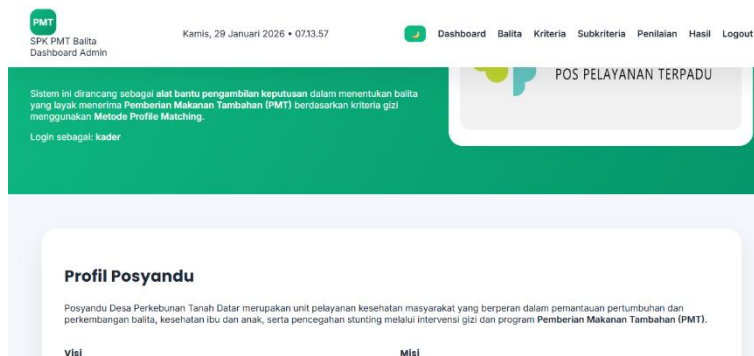 PMT
SPK PMT Balita
Dashboard Admin
Kamis, 29 Januari 2026 • 07.13.57
Dashboard Balita Kriteria Subkriteria Penilaian Hasil Logout
POS PELAYANAN TERPADU
Sistem ini dirancang sebagai alat bantu pengambilan keputusan dalam menentukan balita
yang layak menerima Pemberian Makanan Tambahan (PMT) berdasarkan kriteria gizi
menggunakan Metode Profile Matching.
Login sebagai: kader
Profil Posyandu
Posyandu Desa Perkebunan Tanah Datar merupakan unit pelayanan kesehatan masyarakat yang berperan dalam pemantauan pertumbuhan dan
perkembangan balita, kesehatan ibu dan anak, serta pencegahan stunting melalui intervensi gizi dan program Pemberian Makanan Tambahan (PMT).
Visi Misi